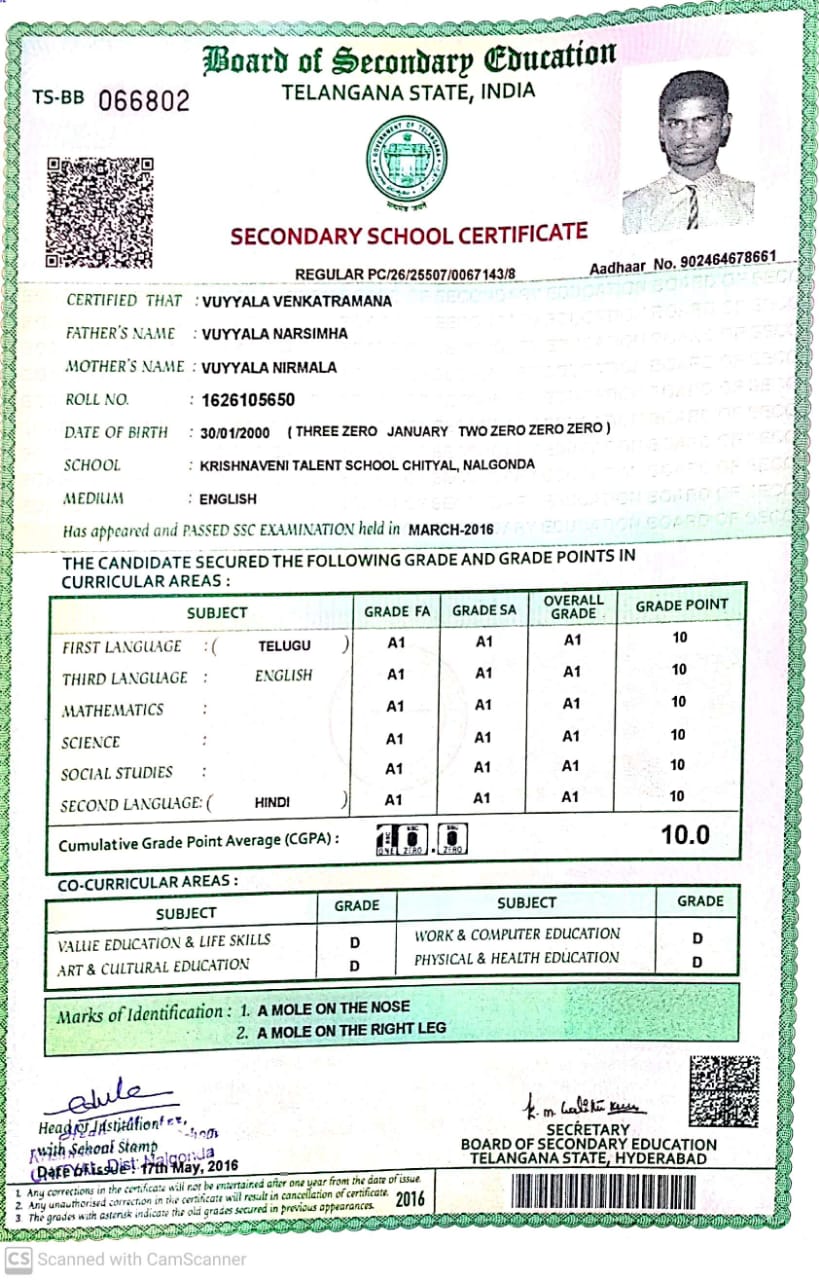 Board of Secondary Education
TELANGANA STATE, INDIA
TS-BB 066802
GOVERNMENT OF TELANGANA
SECONDARY SCHOOL CERTIFICATE
REGULAR PC/26/25507/0067143/8
Aadhaar No. 902464678661
CERTIFIED THAT : VUYYALA VENKATRAMANA
FATHER'S NAME : VUYYALA NARSIMHA
MOTHER'S NAME : VUYYALA NIRMALA
ROLL NO. : 1626105650
DATE OF BIRTH : 30/01/2000 ( THREE ZERO JANUARY TWO ZERO ZERO ZERO )
SCHOOL : KRISHNAVENI TALENT SCHOOL CHITYAL, NALGONDA
MEDIUM : ENGLISH
Has appeared and PASSED SSC EXAMINATION held in MARCH-2016
THE CANDIDATE SECURED THE FOLLOWING GRADE AND GRADE POINTS IN
CURRICULAR AREAS :
SUBJECT GRADE FA GRADE SA OVERALL GRADE GRADE POINT
FIRST LANGUAGE : ( TELUGU ) A1 A1 A1 10
THIRD LANGUAGE : ENGLISH A1 A1 A1 10
MATHEMATICS : A1 A1 A1 10
SCIENCE : A1 A1 A1 10
SOCIAL STUDIES : A1 A1 A1 10
SECOND LANGUAGE: ( HINDI ) A1 A1 A1 10
Cumulative Grade Point Average (CGPA) : 10.0 10.0
CO-CURRICULAR AREAS :
SUBJECT GRADE SUBJECT GRADE
VALUE EDUCATION & LIFE SKILLS D WORK & COMPUTER EDUCATION D
ART & CULTURAL EDUCATION D PHYSICAL & HEALTH EDUCATION D
Marks of Identification : 1. A MOLE ON THE NOSE
2. A MOLE ON THE RIGHT LEG
Head of Institution
with School Stamp
Dist: Nalgonda
Date of Issue : 17th May, 2016
SECRETARY
BOARD OF SECONDARY EDUCATION
TELANGANA STATE, HYDERABAD
1. Any corrections in the certificate will not be entertained after one year from the date of issue.
2. Any unauthorised correction in the certificate will result in cancellation of certificate.
3. The grades with asterisk indicate the old grades secured in previous appearances.
2016
CS Scanned with CamScanner